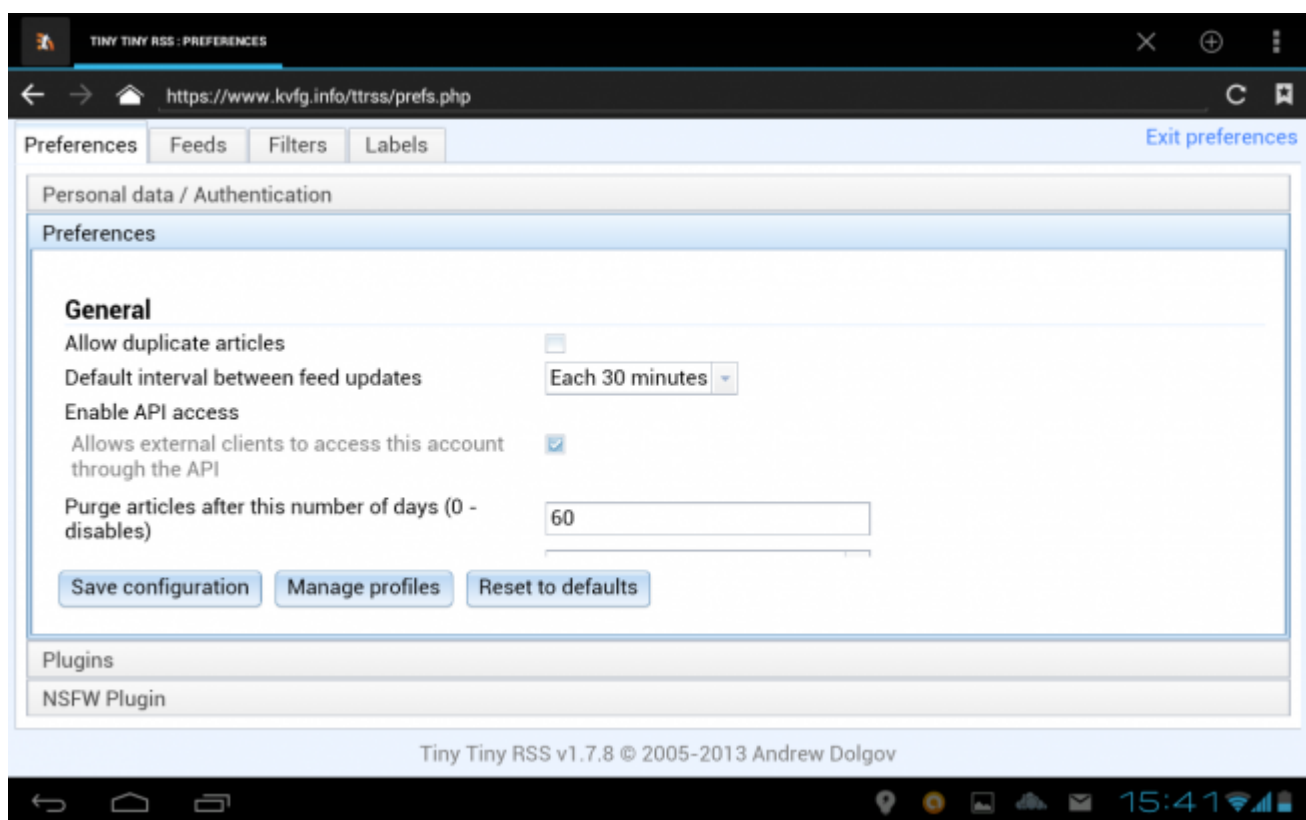 TINY TINY RSS : PREFERENCES
https://www.kvfg.info/ttrss/prefs.php
Preferences
Feeds
Filters
Labels
Exit preferences
Personal data / Authentication
Preferences
General
Allow duplicate articles
Default interval between feed updates
Each 30 minutes
Enable API access
Allows external clients to access this account
through the API
Purge articles after this number of days (0 -
disables)
60
Save configuration
Manage profiles
Reset to defaults
Plugins
NSFW Plugin
Tiny Tiny RSS v1.7.8 © 2005-2013 Andrew Dolgov
15:41